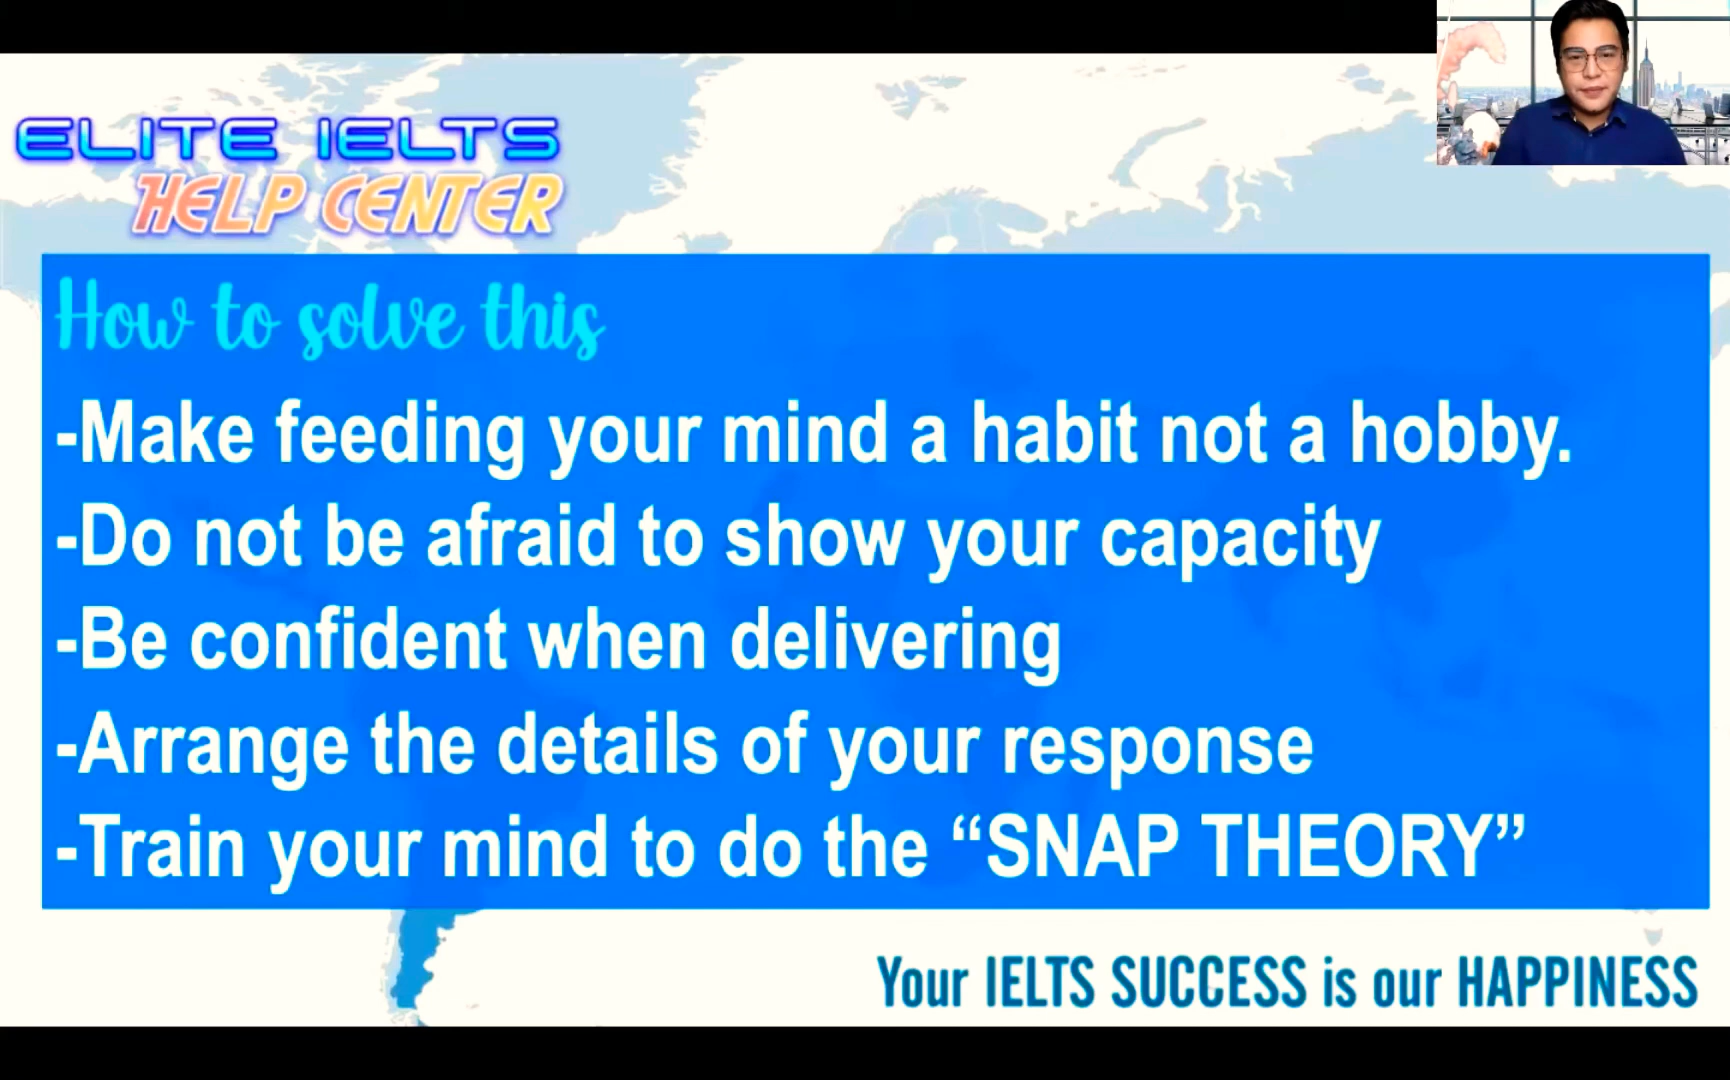 ELITE IELTS
HELP CENTER
How to solve this
-Make feeding your mind a habit not a hobby.
-Do not be afraid to show your capacity
-Be confident when delivering
-Arrange the details of your response
-Train your mind to do the “SNAP THEORY”
Your IELTS SUCCESS is our HAPPINESS